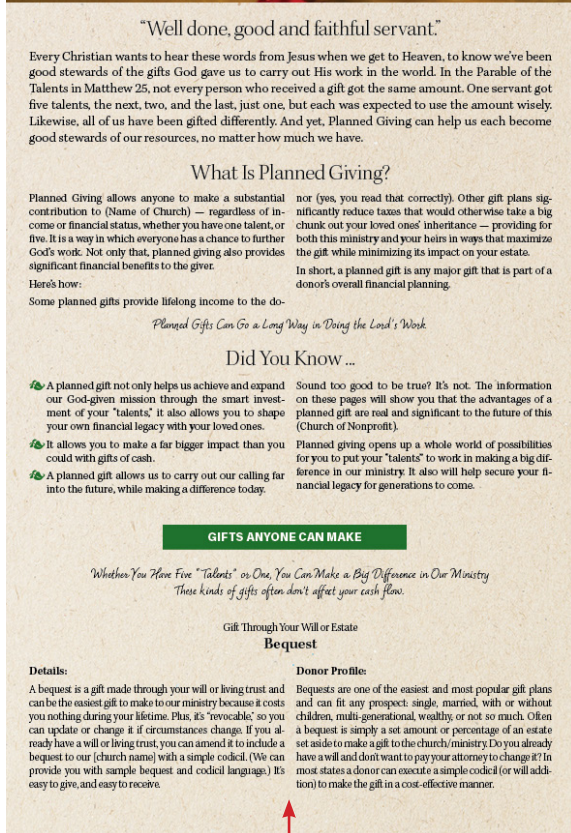 “Well done, good and faithful servant.”
Every Christian wants to hear these words from Jesus when we get to Heaven, to know we’ve been
good stewards of the gifts God gave us to carry out His work in the world. In the Parable of the
Talents in Matthew 25, not every person who received a gift got the same amount. One servant got
five talents, the next, two, and the last, just one, but each was expected to use the amount wisely.
Likewise, all of us have been gifted differently. And yet, Planned Giving can help us each become
good stewards of our resources, no matter how much we have.
What Is Planned Giving?
Planned Giving allows anyone to make a substantial
contribution to (Name of Church) — regardless of in-
come or financial status, whether you have one talent, or
five. It is a way in which everyone has a chance to further
God’s work. Not only that, planned giving also provides
significant financial benefits to the giver.
Here’s how:
Some planned gifts provide lifelong income to the do-
nor (yes, you read that correctly). Other gift plans sig-
nificantly reduce taxes that would otherwise take a big
chunk out your loved ones’ inheritance — providing for
both this ministry and your heirs in ways that maximize
the gift while minimizing its impact on your estate.
In short, a planned gift is any major gift that is part of a
donor’s overall financial planning.
Planned Gifts Can Go a Long Way in Doing the Lord’s Work
Did You Know ...
A planned gift not only helps us achieve and expand
our God-given mission through the smart invest-
ment of your “talents,” it also allows you to shape
your own financial legacy with your loved ones.
It allows you to make a far bigger impact than you
could with gifts of cash.
A planned gift allows us to carry out our calling far
into the future, while making a difference today.
Sound too good to be true? It’s not. The information
on these pages will show you that the advantages of a
planned gift are real and significant to the future of this
(Church of Nonprofit).
Planned giving opens up a whole world of possibilities
for you to put your “talents” to work in making a big dif-
ference in our ministry. It also will help secure your fi-
nancial legacy for generations to come.
GIFTS ANYONE CAN MAKE
Whether You Have Five “Talents” or One, You Can Make a Big Difference in Our Ministry
These kinds of gifts often don’t affect your cash flow.
Gift Through Your Will or Estate
Bequest
Details:
A bequest is a gift made through your will or living trust and
can be the easiest gift to make to our ministry because it costs
you nothing during your lifetime. Plus, it’s “revocable,” so you
can update or change it if circumstances change. If you al-
ready have a will or living trust, you can amend it to include a
bequest to our [church name] with a simple codicil. (We can
provide you with sample bequest and codicil language.) It’s
easy to give, and easy to receive.
Donor Profile:
Bequests are one of the easiest and most popular gift plans
and can fit any prospect: single, married, with or without
children, multi-generational, wealthy, or not so much. Often
a bequest is simply a set amount or percentage of an estate
set aside to make a gift to the church/ministry. Do you already
have a will and don’t want to pay your attorney to change it? In
most states a donor can execute a simple codicil (or will addi-
tion) to make the gift in a cost-effective manner.